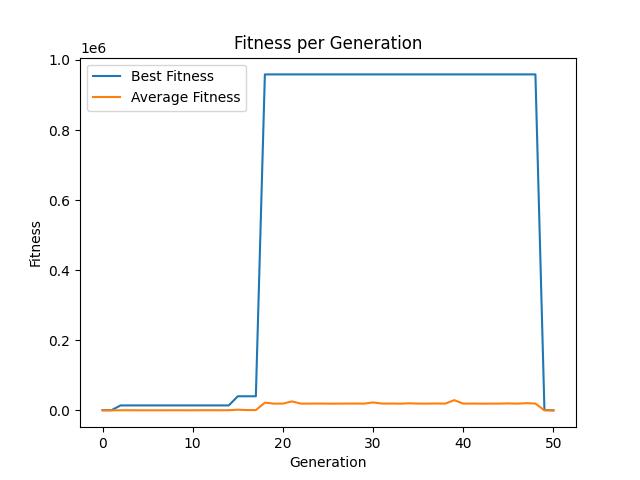 Fitness per Generation
1e6
Best Fitness
Average Fitness
1.0
0.8
0.6
0.4
0.2
0.0
Fitness
0 10 20 30 40 50
Generation